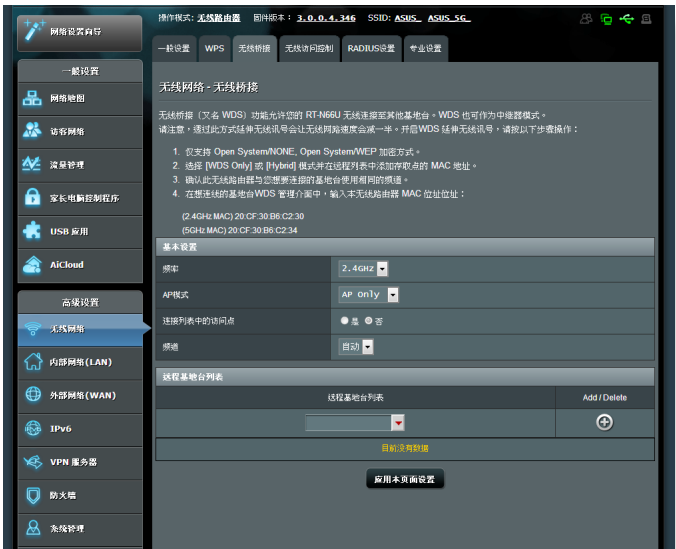 操作模式：无线路由器 固件版本：3.0.0.4.346 SSID: ASUS_ ASUS_5G_
网络设置向导
一般设置 WPS 无线桥接 无线访问控制 RADIUS设置 专业设置
一般设置
网络地图
访客网络
流量管理
家长电脑控制程序
USB 应用
AiCloud
高级设置
无线网络
内部网络(LAN)
外部网络(WAN)
IPv6
VPN 服务器
防火墙
系统管理
无线网络 - 无线桥接
无线桥接（又名 WDS）功能允许您的 RT-N66U 无线连接至其他基地台。WDS 也可作为中继器模式。
请注意，透过此方式延伸无线讯号会让无线网路速度会减一半。开启WDS 延伸无线讯号，请按以下步骤操作：
1. 仅支持 Open System/NONE, Open System/WEP 加密方式。
2. 选择 [WDS Only] 或 [Hybrid] 模式并在远程列表中添加存取点的 MAC 地址。
3. 确认此无线路由器与您想要连接的基地台使用相同的频道。
4. 在想连线的基地台WDS 管理介面中，输入本无线路由器 MAC 位址位址：
(2.4GHz MAC) 20:CF:30:B6:C2:30
(5GHz MAC) 20:CF:30:B6:C2:34
基本设置
频率 2.4GHz
AP模式 AP Only
连接列表中的访问点 是 否
频道 自动
远程基地台列表
远程基地台列表 Add / Delete
目前没有数据
应用本页面设置